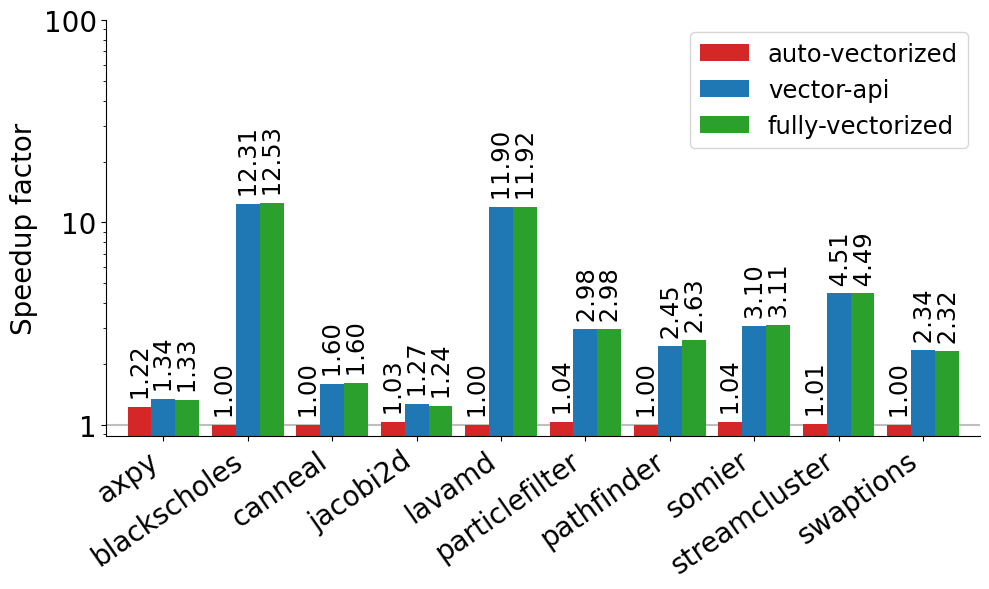 100
10
1
Speedup factor
auto-vectorized
vector-api
fully-vectorized
1.22
1.34
1.33
1.00
12.31
12.53
1.00
1.60
1.60
1.03
1.27
1.24
1.00
11.90
11.92
1.04
2.98
2.98
1.00
2.45
2.63
1.04
3.10
3.11
1.01
4.51
4.49
1.00
2.34
2.32
axpy
blackscholes
canneal
jacobi2d
lavamd
particlefilter
pathfinder
somier
streamcluster
swaptions